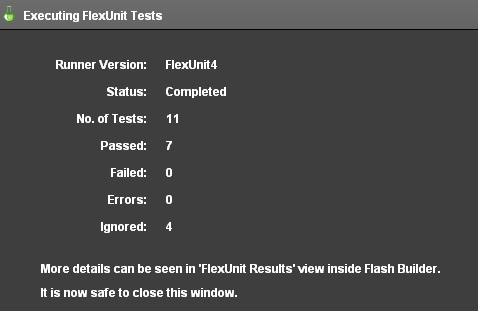 Executing FlexUnit Tests
Runner Version: FlexUnit4
Status: Completed
No. of Tests: 11
Passed: 7
Failed: 0
Errors: 0
Ignored: 4
More details can be seen in 'FlexUnit Results' view inside Flash Builder.
It is now safe to close this window.